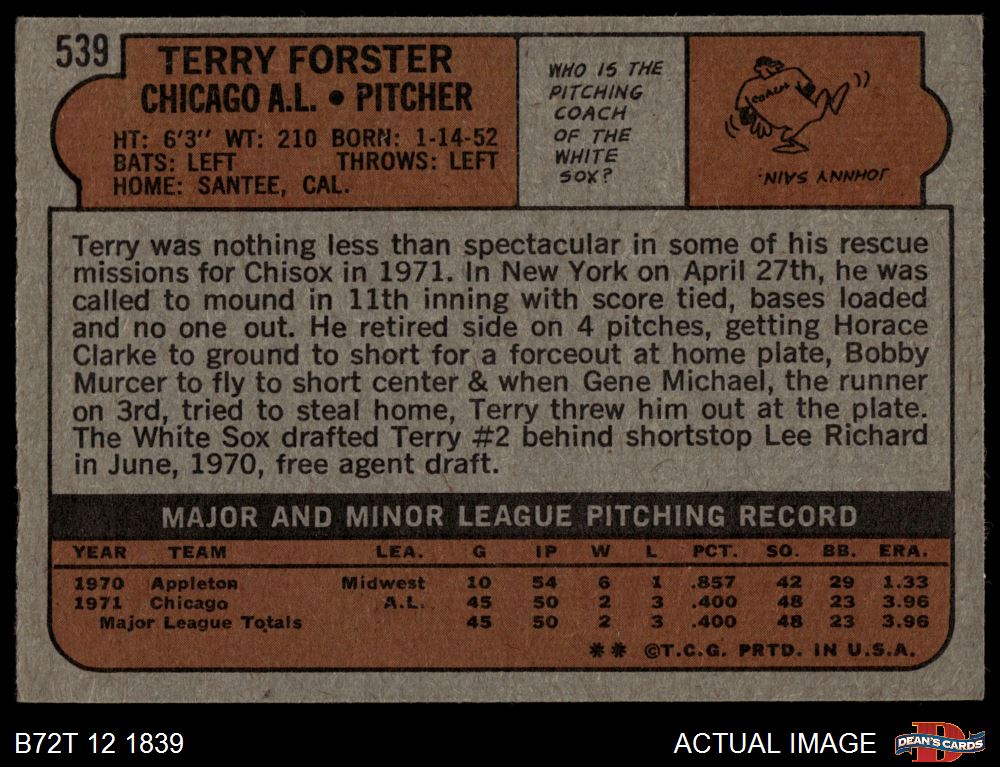 539
TERRY FORSTER
CHICAGO A.L. • PITCHER
HT: 6'3" WT: 210 BORN: 1-14-52
BATS: LEFT THROWS: LEFT
HOME: SANTEE, CAL.
WHO IS THE
PITCHING
COACH
OF THE
WHITE
SOX?
COACH
JOHNNY SAIN.
Terry was nothing less than spectacular in some of his rescue
missions for Chisox in 1971. In New York on April 27th, he was
called to mound in 11th inning with score tied, bases loaded
and no one out. He retired side on 4 pitches, getting Horace
Clarke to ground to short for a forceout at home plate, Bobby
Murcer to fly to short center & when Gene Michael, the runner
on 3rd, tried to steal home, Terry threw him out at the plate.
The White Sox drafted Terry #2 behind shortstop Lee Richard
in June, 1970, free agent draft.
MAJOR AND MINOR LEAGUE PITCHING RECORD
YEAR TEAM LEA. G IP W L PCT. SO. BB. ERA.
1970 Appleton Midwest 10 54 6 1 .857 42 29 1.33
1971 Chicago A.L. 45 50 2 3 .400 48 23 3.96
Major League Totals 45 50 2 3 .400 48 23 3.96
** ©T.C.G. PRTD. IN U.S.A.
B72T 12 1839
ACTUAL IMAGE
D
DEAN'S CARDS